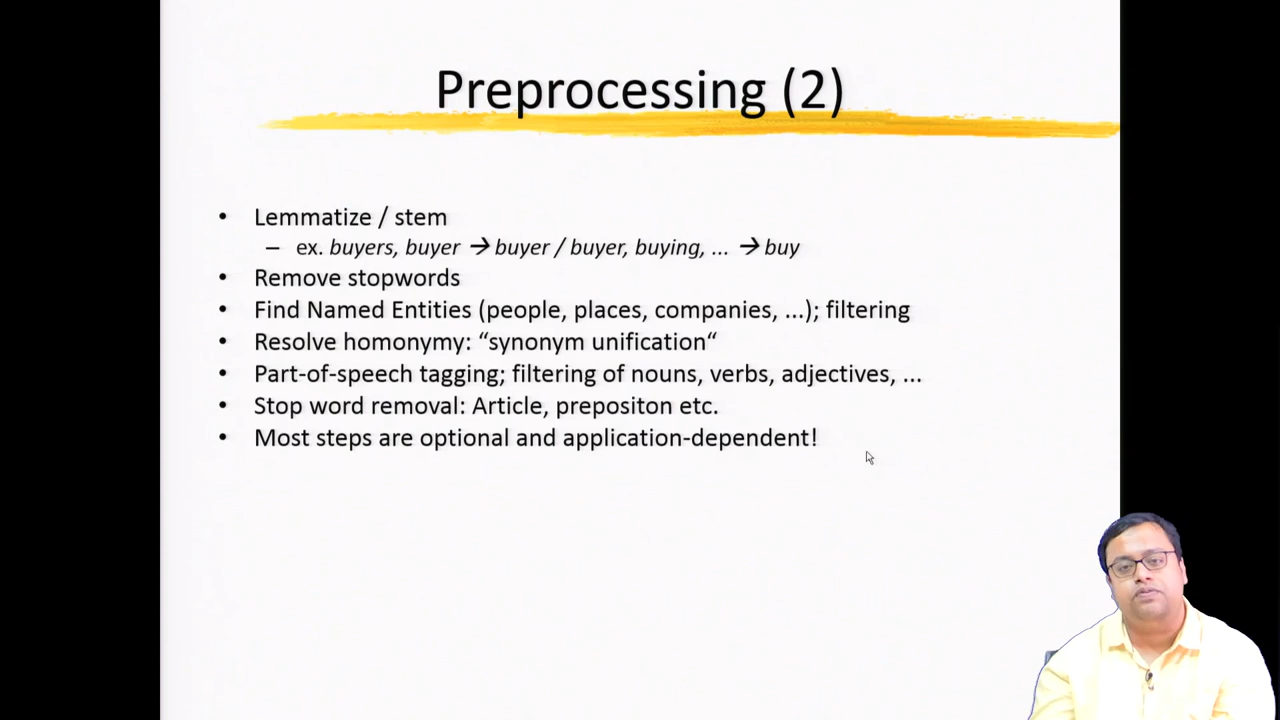 Preprocessing (2)
• Lemmatize / stem
– ex. buyers, buyer → buyer / buyer, buying, ... → buy
• Remove stopwords
• Find Named Entities (people, places, companies, ...); filtering
• Resolve homonymy: “synonym unification“
• Part-of-speech tagging; filtering of nouns, verbs, adjectives, ...
• Stop word removal: Article, prepositon etc.
• Most steps are optional and application-dependent!